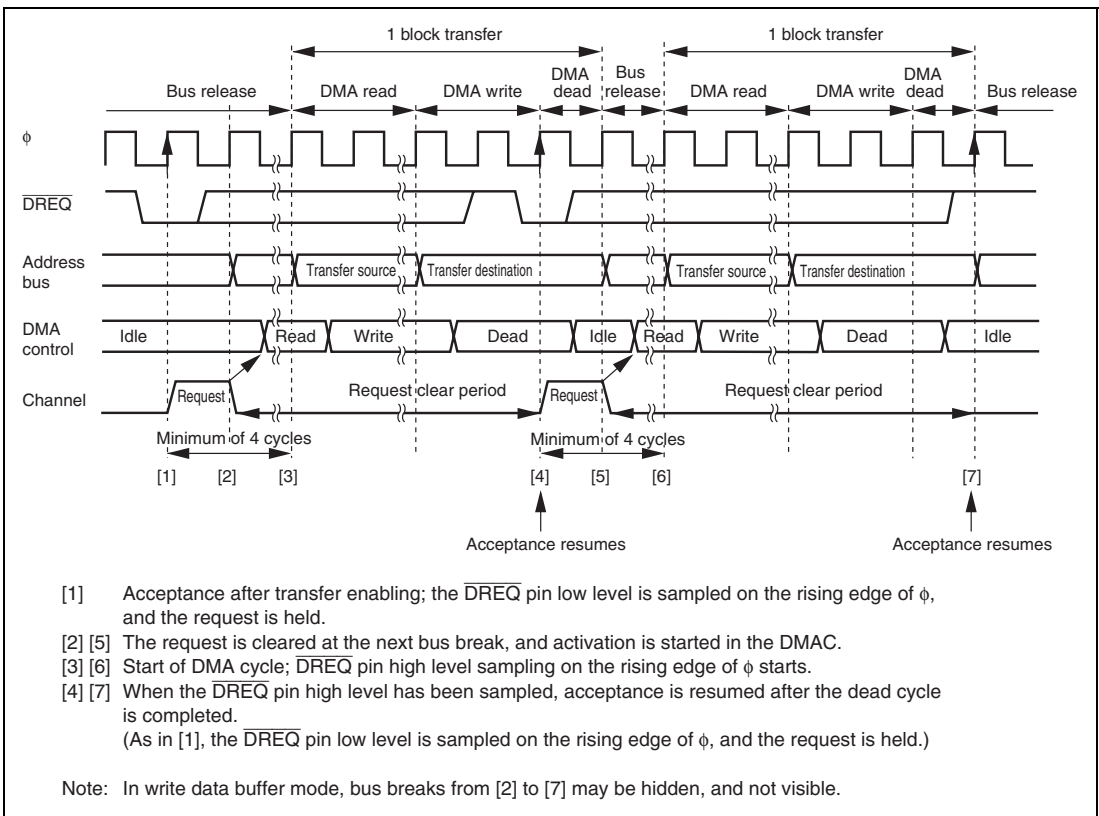 1 block transfer 1 block transfer
Bus release DMA read DMA write DMA dead Bus release DMA read DMA write DMA dead Bus release
φ
DREQ
Address bus Transfer source Transfer destination Transfer source Transfer destination
DMA control Idle Read Write Dead Idle Read Write Dead Idle
Channel Request Request clear period Request Request clear period
Minimum of 4 cycles Minimum of 4 cycles
[1] [2] [3] [4] [5] [6] [7]
Acceptance resumes Acceptance resumes
[1] Acceptance after transfer enabling; the DREQ pin low level is sampled on the rising edge of φ,
and the request is held.
[2] [5] The request is cleared at the next bus break, and activation is started in the DMAC.
[3] [6] Start of DMA cycle; DREQ pin high level sampling on the rising edge of φ starts.
[4] [7] When the DREQ pin high level has been sampled, acceptance is resumed after the dead cycle
is completed.
(As in [1], the DREQ pin low level is sampled on the rising edge of φ, and the request is held.)
Note: In write data buffer mode, bus breaks from [2] to [7] may be hidden, and not visible.